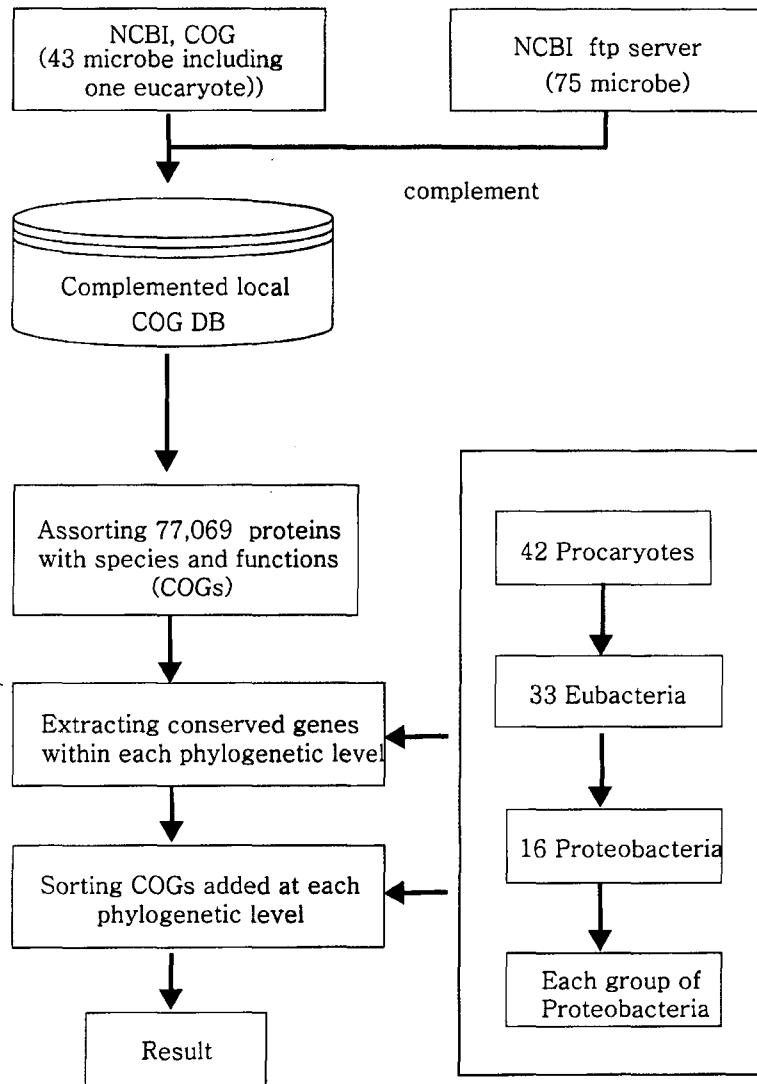 NCBI, COG
(43 microbe including
one eucaryote))
NCBI ftp server
(75 microbe)
complement
Complemented local
COG DB
Assorting 77,069 proteins
with species and functions
(COGs)
Extracting conserved genes
within each phylogenetic level
Sorting COGs added at each
phylogenetic level
Result
42 Procaryotes
33 Eubacteria
16 Proteobacteria
Each group of
Proteobacteria